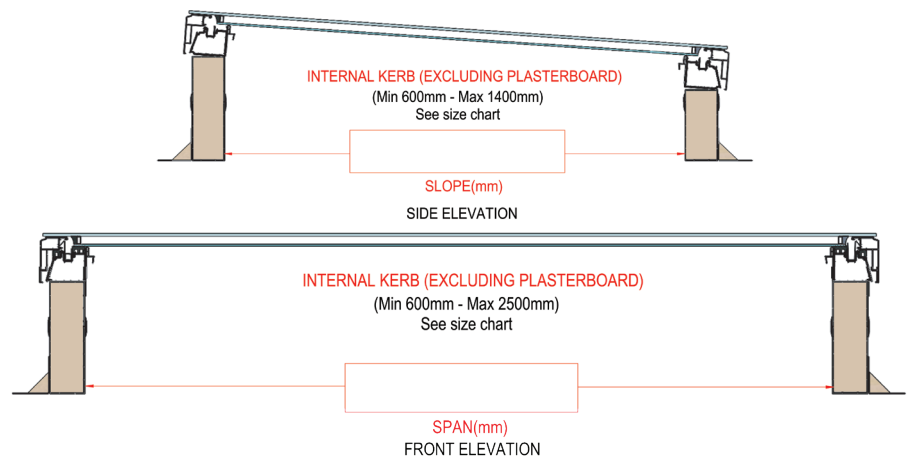 INTERNAL KERB (EXCLUDING PLASTERBOARD)
(Min 600mm - Max 1400mm)
See size chart
SLOPE(mm)
SIDE ELEVATION
INTERNAL KERB (EXCLUDING PLASTERBOARD)
(Min 600mm - Max 2500mm)
See size chart
SPAN(mm)
FRONT ELEVATION